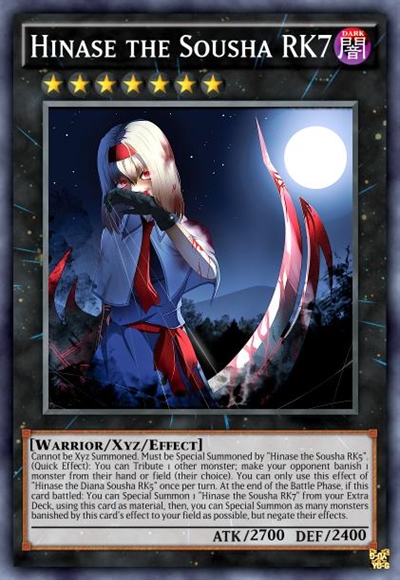 Hinase the Sousha RK7
DARK
闇
[Warrior/Xyz/Effect]
Cannot be Xyz Summoned. Must be Special Summoned by "Hinase the Sousha RK5".
(Quick Effect): You can Tribute 1 other monster; make your opponent banish 1
monster from their hand or field (their choice). You can only use this effect of
"Hinase the Diana Sousha RK5" once per turn. At the end of the Battle Phase, if this
card battled: You can Special Summon 1 "Hinase the Sousha RK7" from your Extra
Deck, using this card as material, then, you can Special Summon as many monsters
banished by this card's effect to your field as possible, but negate their effects.
ATK/2700 DEF/2400